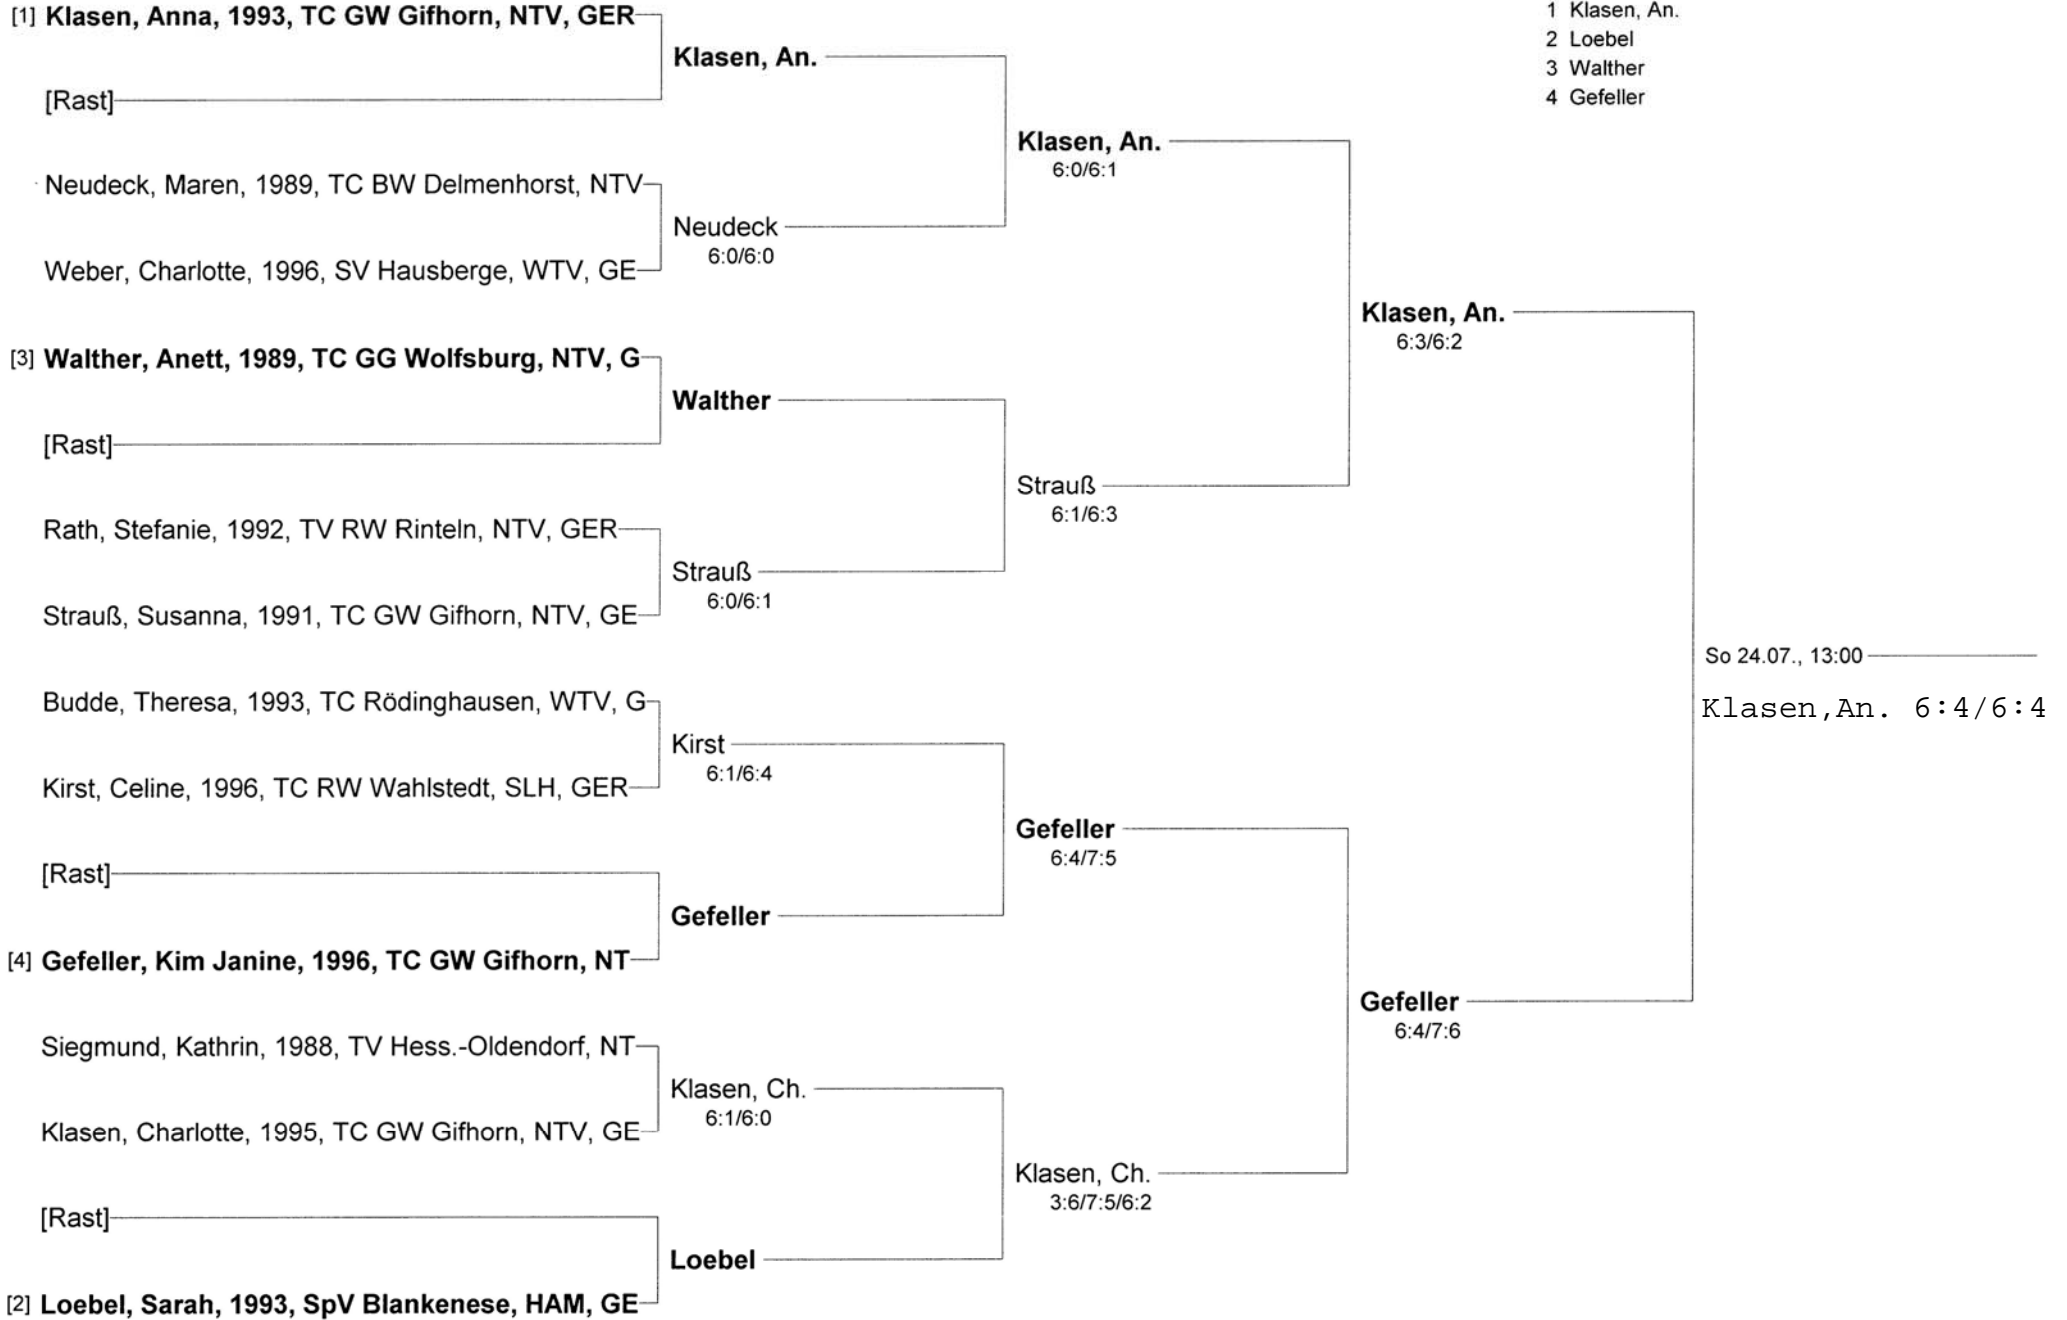 [1] Klasen, Anna, 1993, TC GW Gifhorn, NTV, GER
[Rast]
Neudeck, Maren, 1989, TC BW Delmenhorst, NTV
Weber, Charlotte, 1996, SV Hausberge, WTV, GE
[3] Walther, Anett, 1989, TC GG Wolfsburg, NTV, G
[Rast]
Rath, Stefanie, 1992, TV RW Rinteln, NTV, GER
Strauß, Susanna, 1991, TC GW Gifhorn, NTV, GE
Budde, Theresa, 1993, TC Rödinghausen, WTV, G
Kirst, Celine, 1996, TC RW Wahlstedt, SLH, GER
[Rast]
[4] Gefeller, Kim Janine, 1996, TC GW Gifhorn, NT
Siegmund, Kathrin, 1988, TV Hess.-Oldendorf, NT
Klasen, Charlotte, 1995, TC GW Gifhorn, NTV, GE
[Rast]
[2] Loebel, Sarah, 1993, SpV Blankenese, HAM, GE
Klasen, An.
Neudeck
6:0/6:0
Walther
Strauß
6:0/6:1
Kirst
6:1/6:4
Gefeller
Klasen, Ch.
6:1/6:0
Loebel
Klasen, An.
6:0/6:1
Strauß
6:1/6:3
Gefeller
6:4/7:5
Klasen, Ch.
3:6/7:5/6:2
Klasen, An.
6:3/6:2
Gefeller
6:4/7:6
1 Klasen, An.
2 Loebel
3 Walther
4 Gefeller
So 24.07., 13:00
Klasen,An. 6:4/6:4